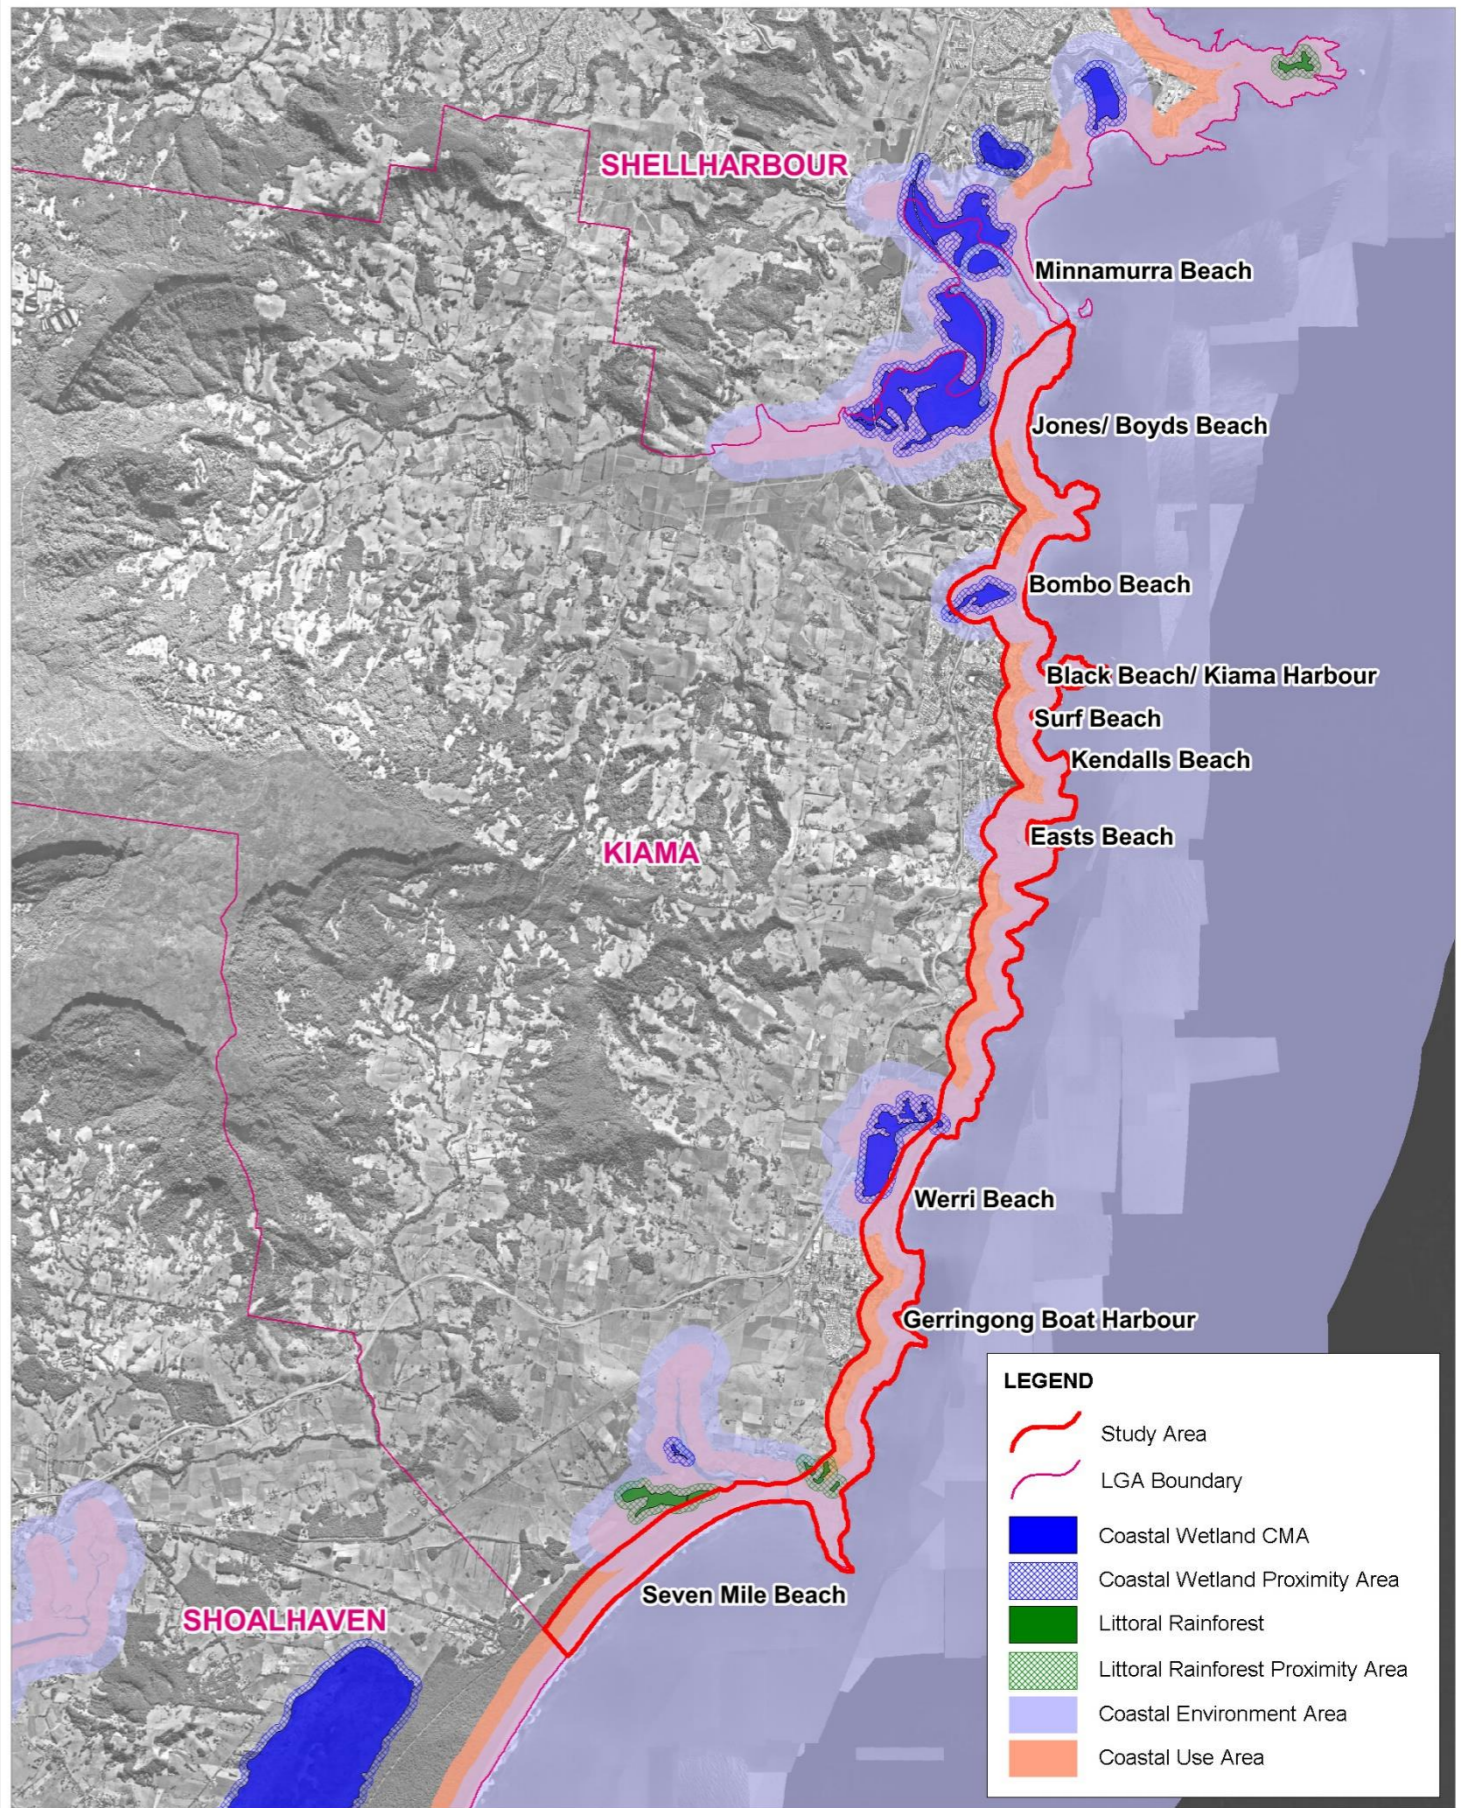 SHELLHARBOUR
Minnamurra Beach
Jones/ Boyds Beach
Bombo Beach
Black Beach/ Kiama Harbour
Surf Beach
Kendalls Beach
Easts Beach
KIAMA
Werri Beach
Gerringong Boat Harbour
Seven Mile Beach
SHOALHAVEN
LEGEND
Study Area
LGA Boundary
Coastal Wetland CMA
Coastal Wetland Proximity Area
Littoral Rainforest
Littoral Rainforest Proximity Area
Coastal Environment Area
Coastal Use Area